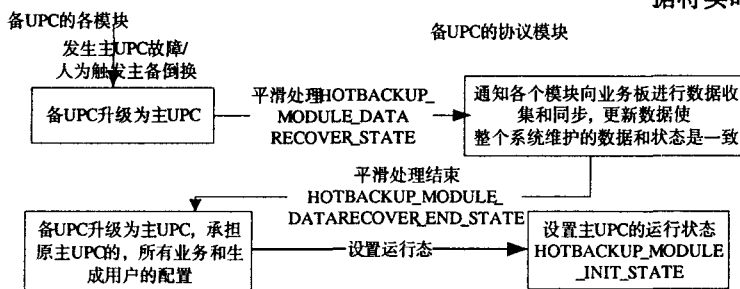 备UPC的各模块
备UPC的协议模块
发生主UPC故障/
人为触发主备倒换
备UPC升级为主UPC
平滑处理HOTBACKUP_
MODULE_DATA
RECOVER_STATE
通知各个模块向业务板进行数据收
集和同步，更新数据使
整个系统维护的数据和状态是一致
平滑处理结束
HOTBACKUP_MODULE_
DATARECOVER_END_STATE
备UPC升级为主UPC，承担
原主UPC的，所有业务和生
成用户的配置
设置运行态
设置主UPC的运行状态
HOTBACKUP_MODULE
_INIT_STATE